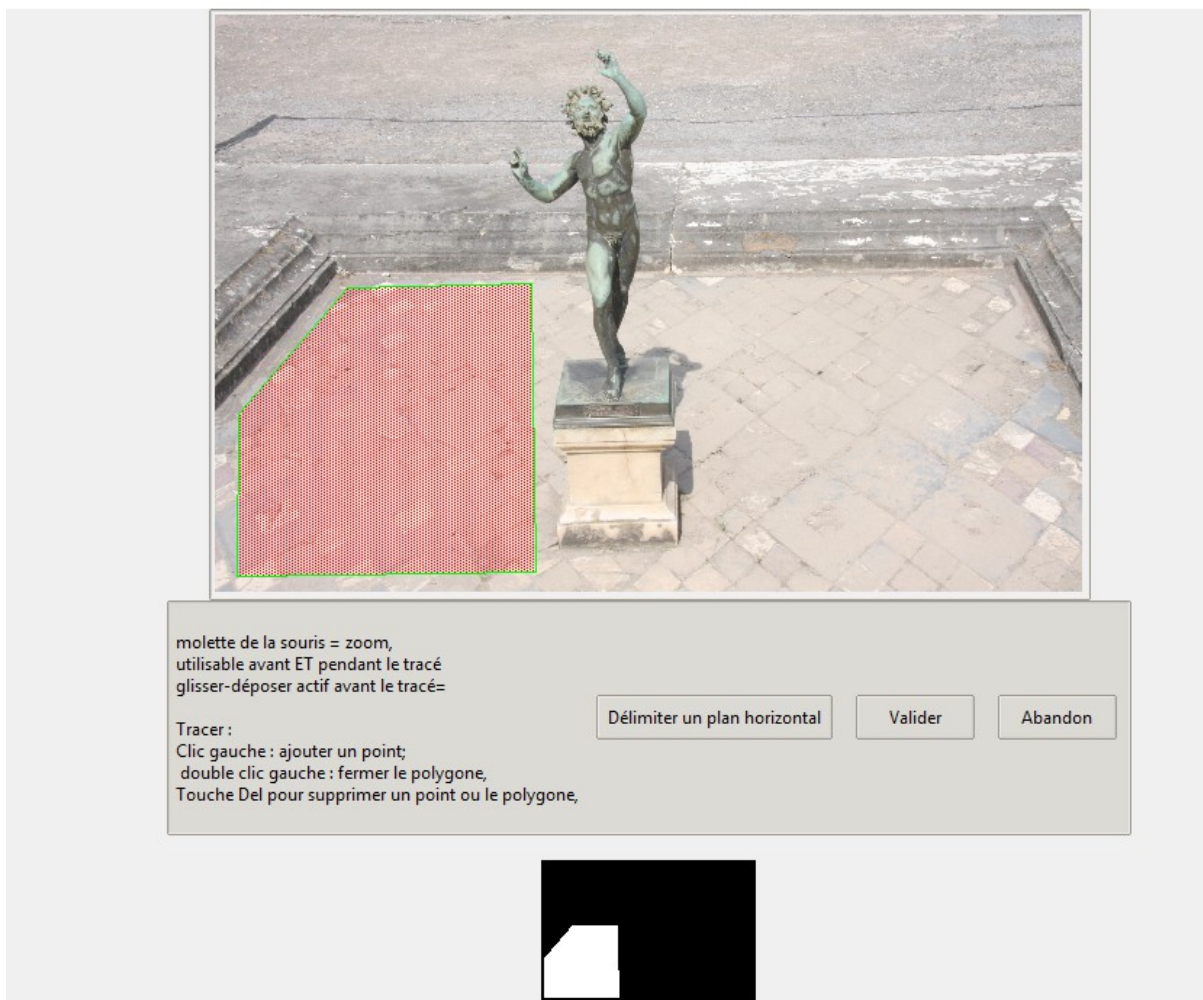 molette de la souris = zoom,
utilisable avant ET pendant le tracé
glisser-déposer actif avant le tracé=
Tracer :
Clic gauche : ajouter un point;
double clic gauche : fermer le polygone,
Touche Del pour supprimer un point ou le polygone,
Délimiter un plan horizontal
Valider
Abandon